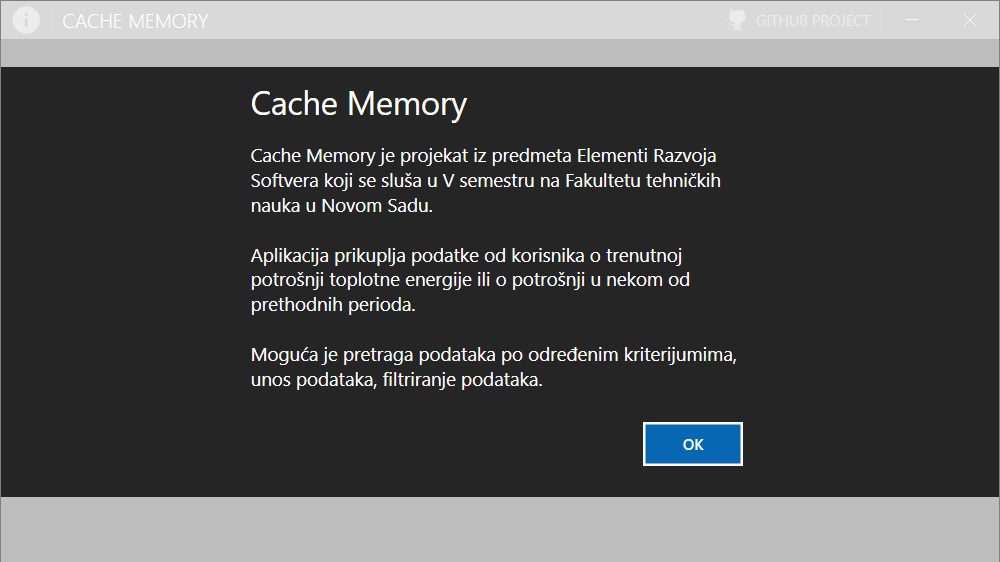 CACHE MEMORY
GITHUB PROJECT
Cache Memory
Cache Memory je projekat iz predmeta Elementi Razvoja
Softvera koji se sluša u V semestru na Fakultetu tehničkih
nauka u Novom Sadu.
Aplikacija prikuplja podatke od korisnika o trenutnoj
potrošnji toplotne energije ili o potrošnji u nekom od
prethodnih perioda.
Moguća je pretraga podataka po određenim kriterijumima,
unos podataka, filtriranje podataka.
OK